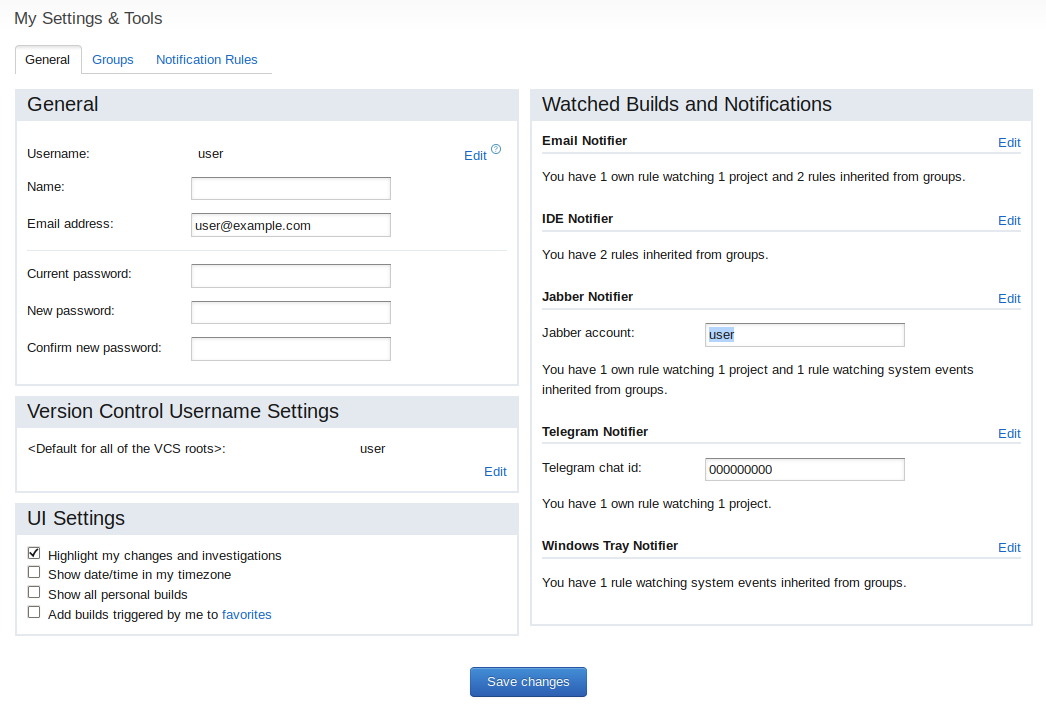 My Settings & Tools
General Groups Notification Rules
General
Username: user Edit ?
Name:
Email address: user@example.com
Current password:
New password:
Confirm new password:
Version Control Username Settings
<Default for all of the VCS roots>: user
Edit
UI Settings
Highlight my changes and investigations
Show date/time in my timezone
Show all personal builds
Add builds triggered by me to favorites
Watched Builds and Notifications
Email Notifier Edit
You have 1 own rule watching 1 project and 2 rules inherited from groups.
IDE Notifier Edit
You have 2 rules inherited from groups.
Jabber Notifier Edit
Jabber account: user
You have 1 own rule watching 1 project and 1 rule watching system events
inherited from groups.
Telegram Notifier Edit
Telegram chat id: 000000000
You have 1 own rule watching 1 project.
Windows Tray Notifier Edit
You have 1 rule watching system events inherited from groups.
Save changes